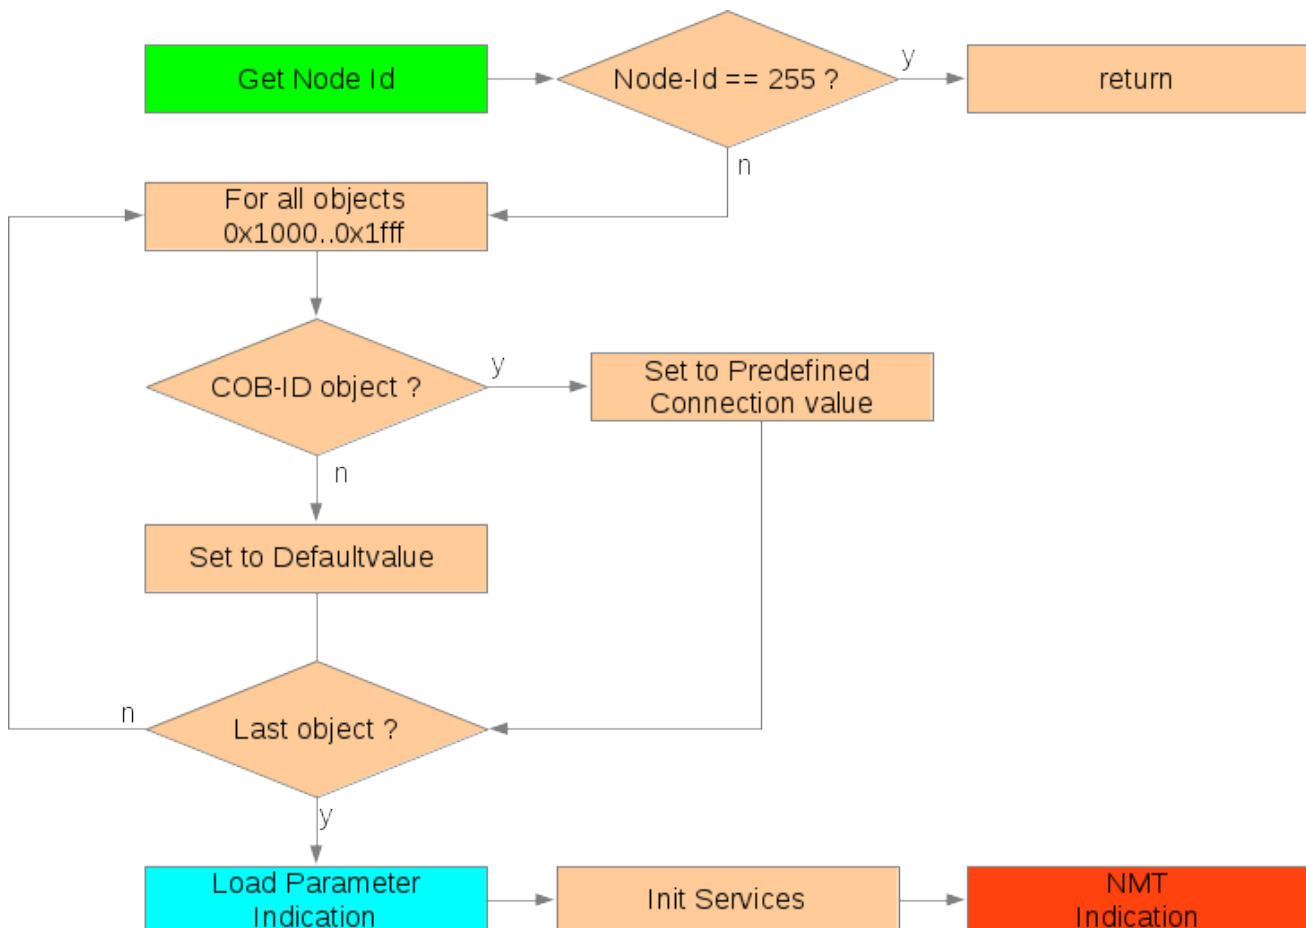 Get Node Id
Node-Id == 255 ?
y
return
n
For all objects
0x1000..0x1fff
COB-ID object ?
y
Set to Predefined
Connection value
n
Set to Defaultvalue
n
Last object ?
y
Load Parameter
Indication
Init Services
NMT
Indication